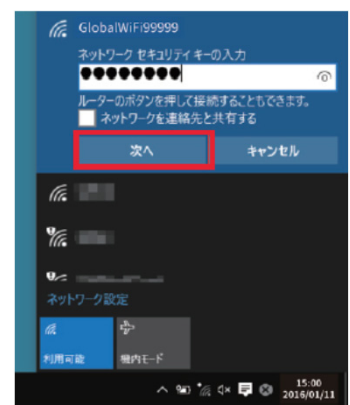 GlobalWiFi99999
ネットワーク セキュリティ キーの入力
●●●●●●●●
ルーターのボタンを押して接続することもできます。
ネットワークを連絡先と共有する
次へ
キャンセル
ネットワーク設定
利用可能
機内モード
15:00
2016/01/11